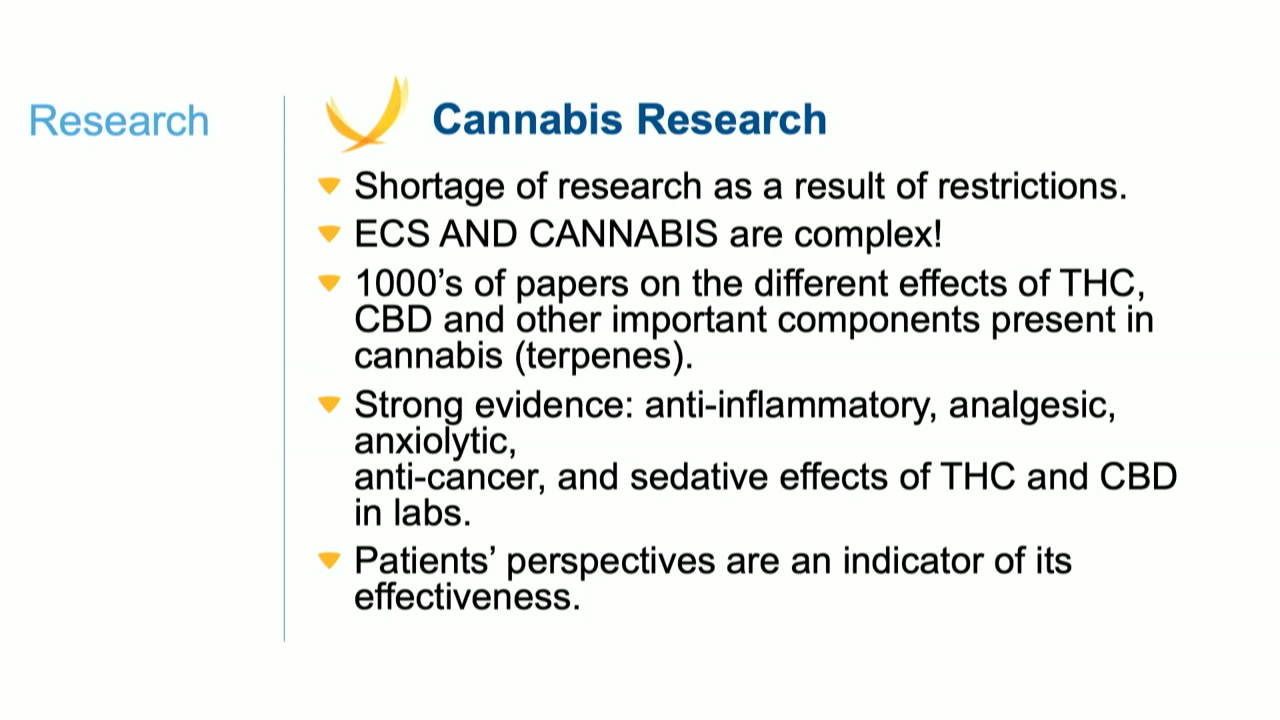 Research
Cannabis Research
Shortage of research as a result of restrictions.
ECS AND CANNABIS are complex!
1000’s of papers on the different effects of THC,
CBD and other important components present in
cannabis (terpenes).
Strong evidence: anti-inflammatory, analgesic,
anxiolytic,
anti-cancer, and sedative effects of THC and CBD
in labs.
Patients’ perspectives are an indicator of its
effectiveness.